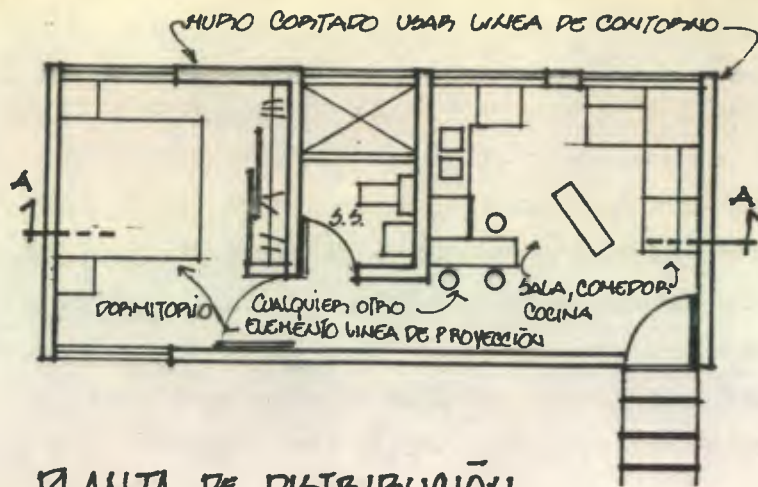 MURO CORTADO USAR LINEA DE CONTORNO
A
A
S.S.
DORMITORIO
CUALQUIER OTRO
ELEMENTO LINEA DE PROYECCIÓN
SALA, COMEDOR
COCINA
PLANTA DE DISTRIBUCIÓN